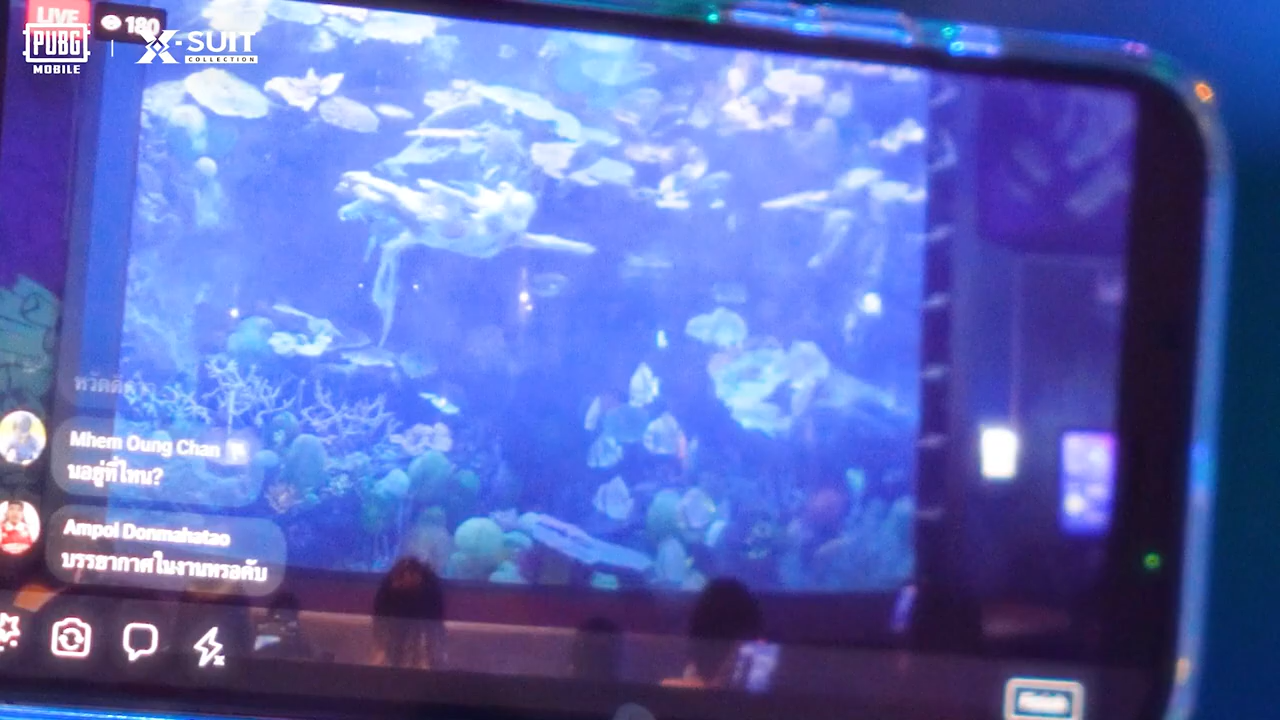 LIVE
180
PUBG
MOBILE
X-SUIT
COLLECTION
Mhem Oung Chan
นอยู่ที่ไหน?
Ampol Donmahatao
บรรยากาศในงานหรอคับ
Finish